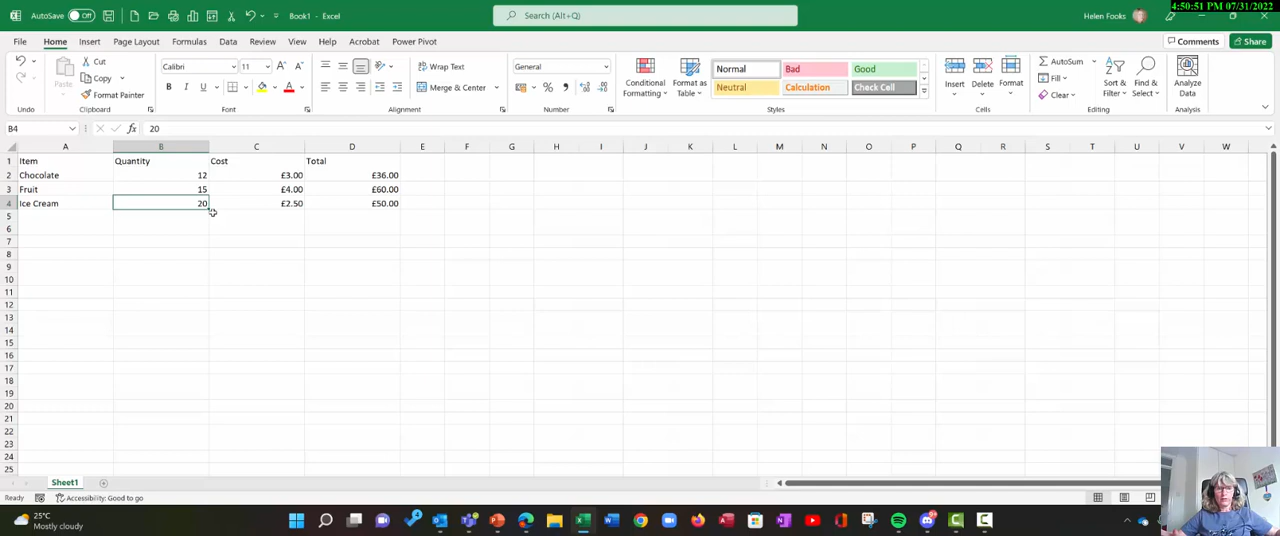 AutoSave Off Book1 - Excel Search (Alt+Q) Helen Fooks 4:50:51 PM 07/31/2022
File Home Insert Page Layout Formulas Data Review View Help Acrobat Power Pivot Comments Share
Cut Calibri 11 Wrap Text General Normal Bad Good AutoSum
Paste Copy Conditional Formatting Format as Table Insert Delete Format Fill Sort & Filter Find & Select Analyze Data
Format Painter B I U Merge & Center % Neutral Calculation Check Cell Clear
Undo Clipboard Font Alignment Number Styles Cells Editing Analysis
B4 fx 20
A B C D E F G H I J K L M N O P Q R S T U V W
1 Item Quantity Cost Total
2 Chocolate 12 £3.00 £36.00
3 Fruit 15 £4.00 £60.00
4 Ice Cream 20 £2.50 £50.00
5
6
7
8
9
10
11
12
13
14
15
16
17
18
19
20
21
22
23
24
25
Sheet1
Ready Accessibility: Good to go
25°C
Mostly cloudy